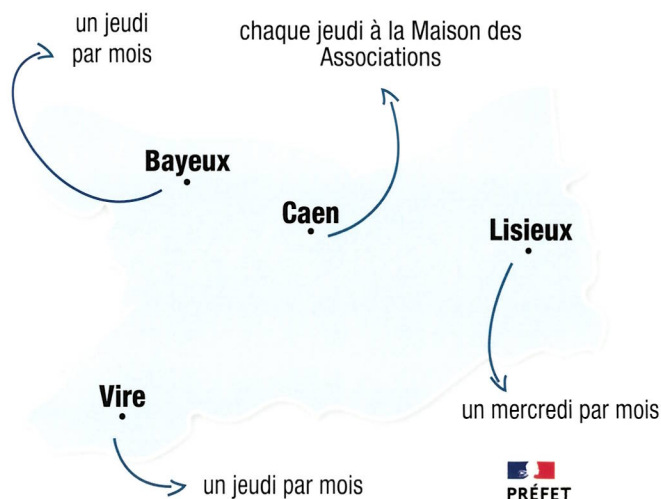 un jeudi
par mois
chaque jeudi à la Maison des
Associations
Bayeux
Caen
Lisieux
Vire
un mercredi par mois
un jeudi par mois
PRÉFET